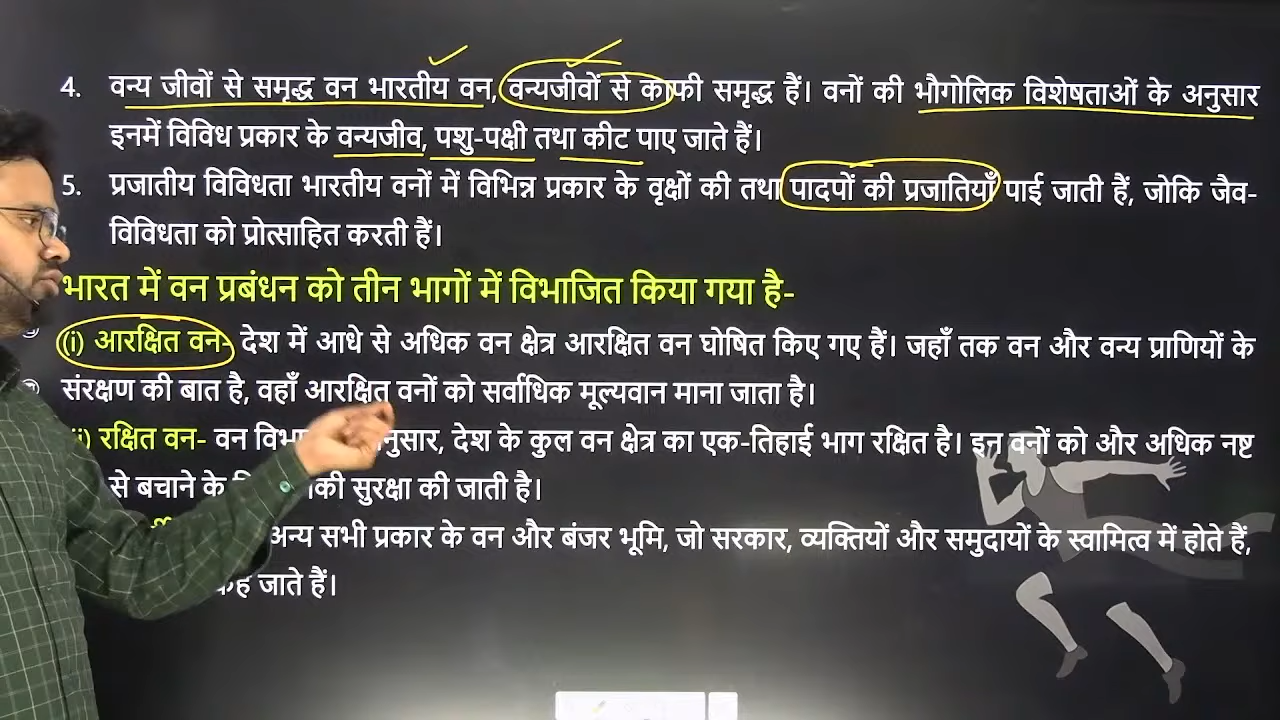 4. वन्य जीवों से समृद्ध वन भारतीय वन, वन्यजीवों से काफी समृद्ध हैं। वनों की भौगोलिक विशेषताओं के अनुसार
इनमें विविध प्रकार के वन्यजीव, पशु-पक्षी तथा कीट पाए जाते हैं।
5. प्रजातीय विविधता भारतीय वनों में विभिन्न प्रकार के वृक्षों की तथा पादपों की प्रजातियाँ पाई जाती हैं, जोकि जैव-
विविधता को प्रोत्साहित करती हैं।
भारत में वन प्रबंधन को तीन भागों में विभाजित किया गया है-
(i) आरक्षित वन- देश में आधे से अधिक वन क्षेत्र आरक्षित वन घोषित किए गए हैं। जहाँ तक वन और वन्य प्राणियों के
संरक्षण की बात है, वहाँ आरक्षित वनों को सर्वाधिक मूल्यवान माना जाता है।
रक्षित वन- वन देश के कुल वन क्षेत्र का एक-तिहाई भाग रक्षित है। इन वनों को और अधिक नष्ट
से बचाने के सुरक्षा की जाती है।
अन्य सभी प्रकार के वन और बंजर भूमि, जो सरकार, व्यक्तियों और समुदायों के स्वामित्व में होते हैं,
जाते हैं।